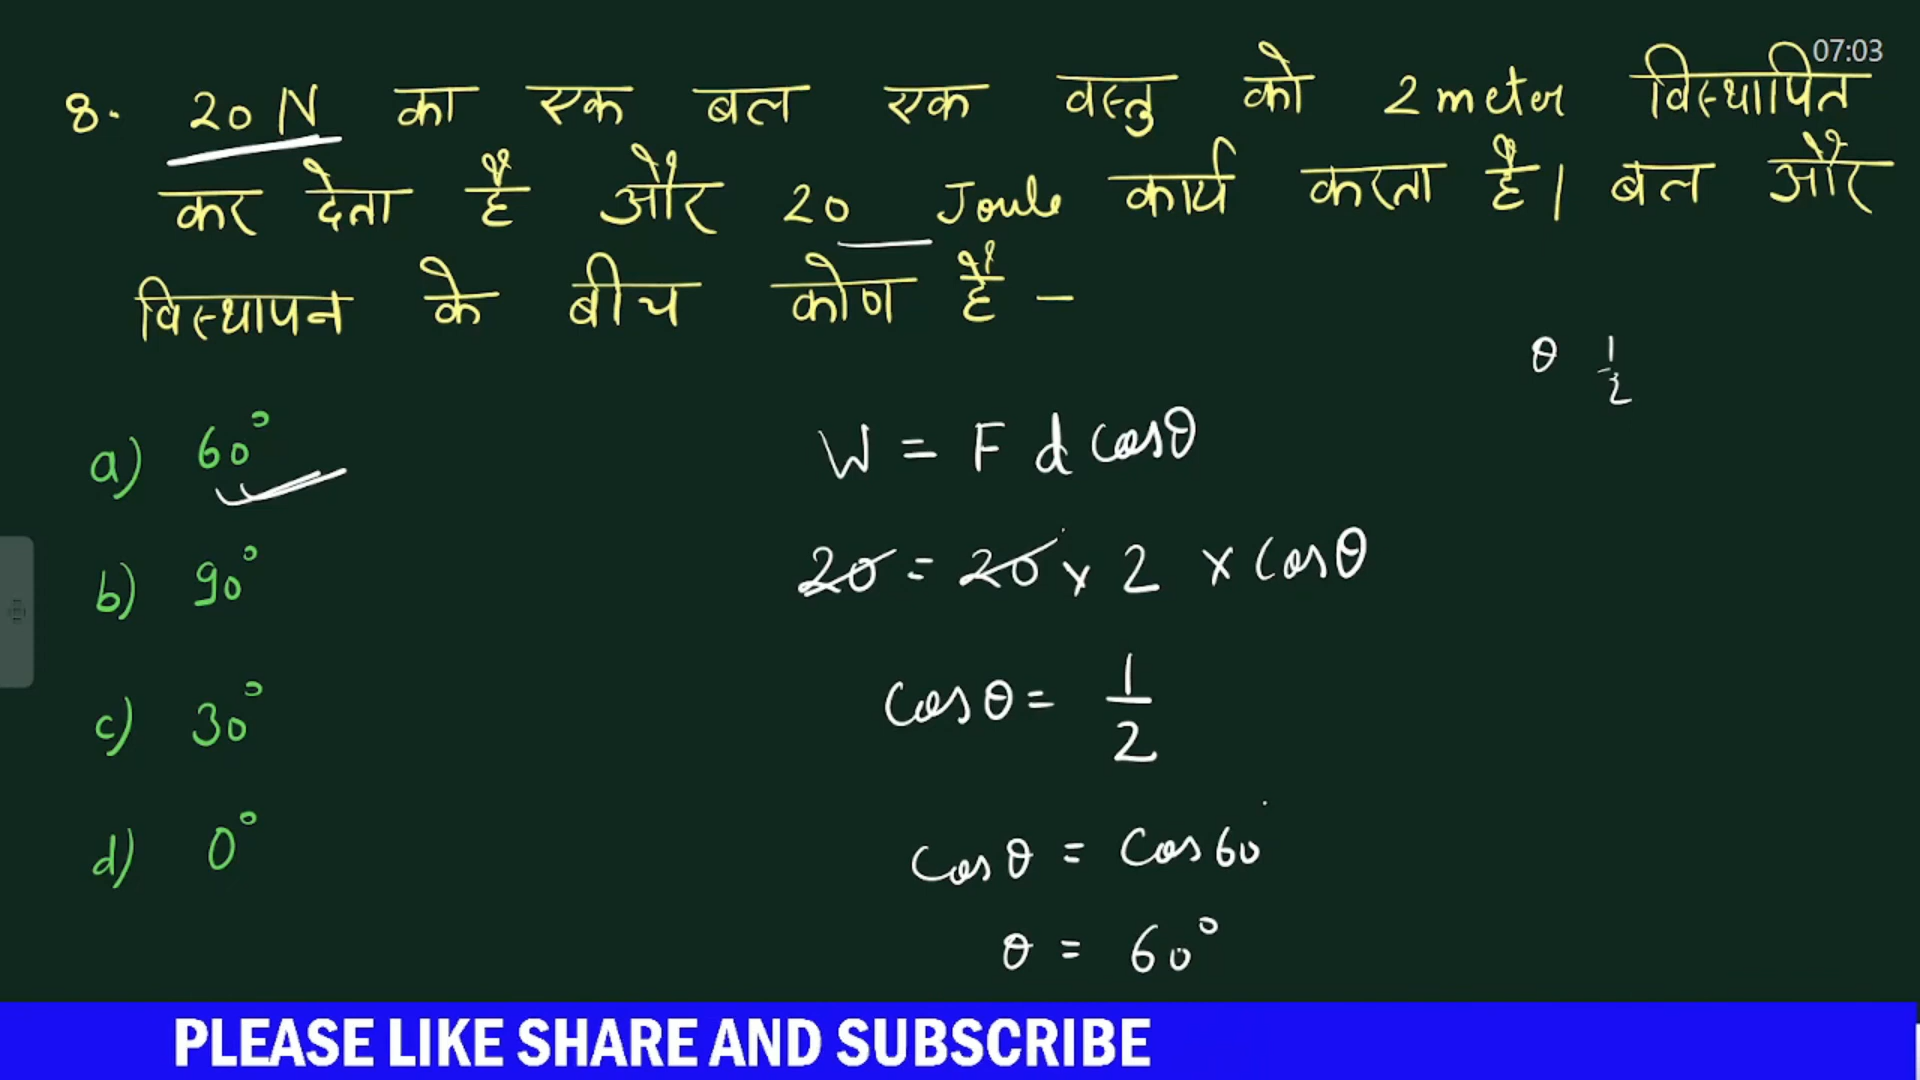 07:03
8. 20 N का एक बल एक वस्तु को 2 meter विस्थापित
कर देता है और 20 Joule कार्य करता है। बल और
विस्थापन के बीच कोण है -
θ 1/2
a) 60°
W = F d cosθ
b) 90°
20 = 20 x 2 x cosθ
c) 30°
cosθ = 1/2
d) 0°
cosθ = cos60
θ = 60°
PLEASE LIKE SHARE AND SUBSCRIBE